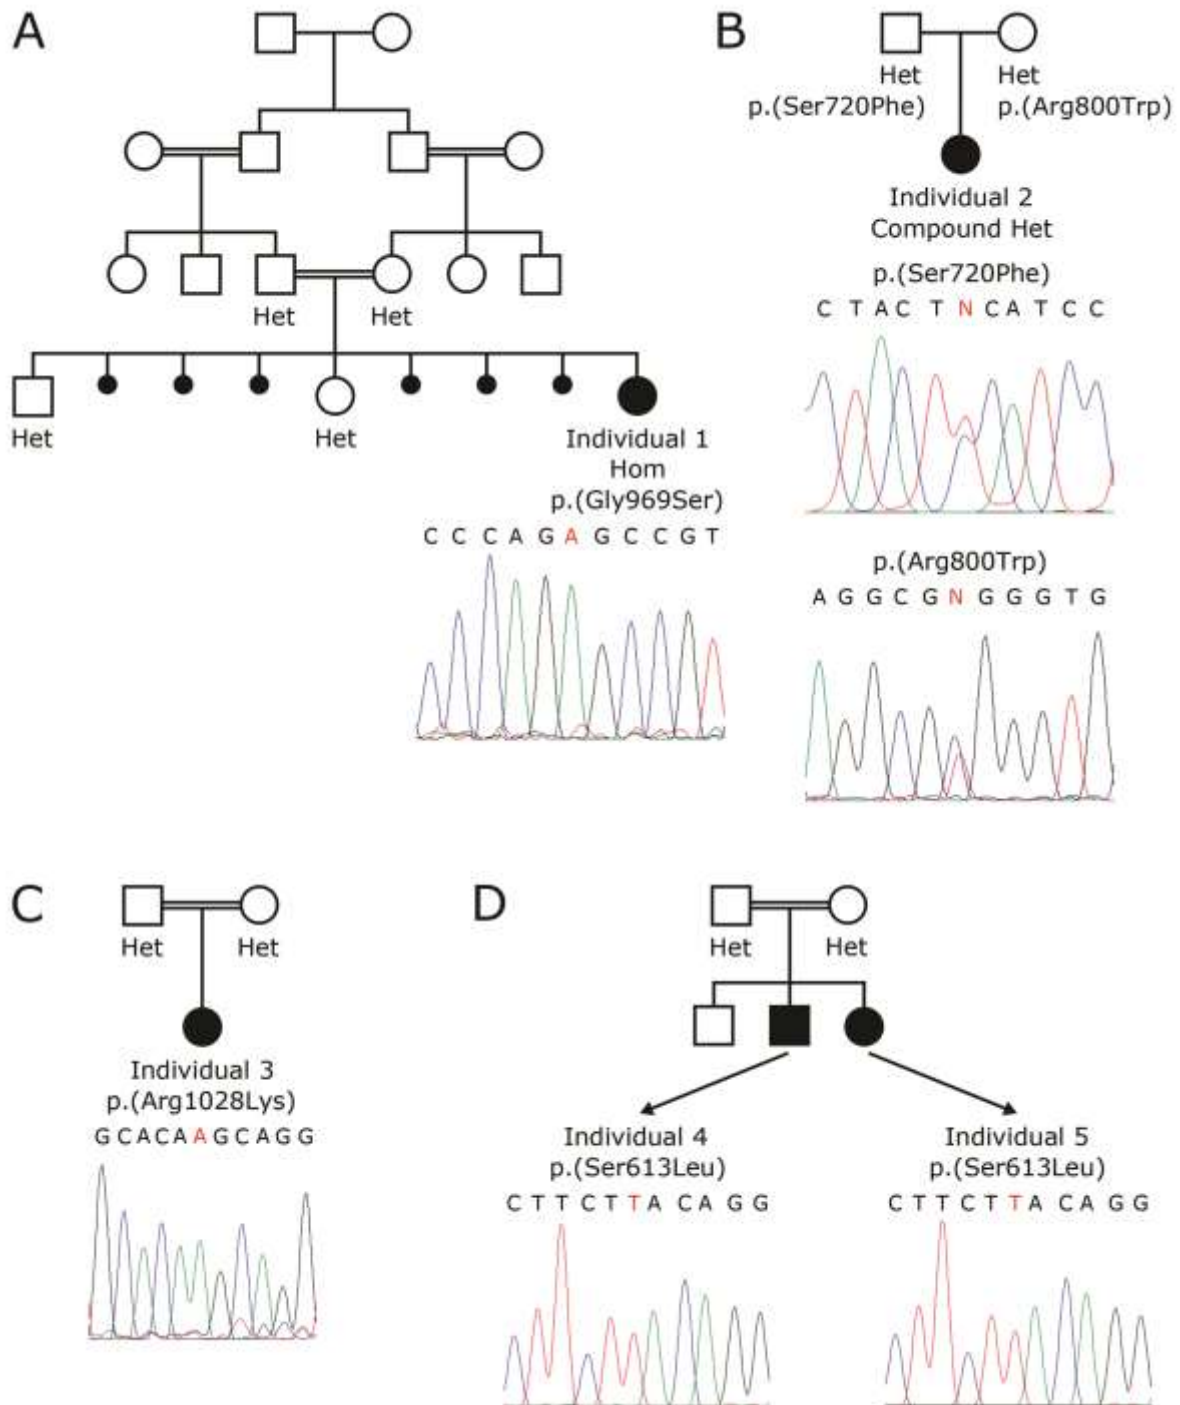 A
Het
Het
Het
Het
Individual 1
Hom
p.(Gly969Ser)
C C C A G A G C C G T
B
Het
p.(Ser720Phe)
Het
p.(Arg800Trp)
Individual 2
Compound Het
p.(Ser720Phe)
C T A C T N C A T C C
p.(Arg800Trp)
A G G C G N G G G T G
C
Het
Het
Individual 3
p.(Arg1028Lys)
G C A C A A G C A G G
D
Het
Het
Individual 4
p.(Ser613Leu)
C T T C T T A C A G G
Individual 5
p.(Ser613Leu)
C T T C T T A C A G G